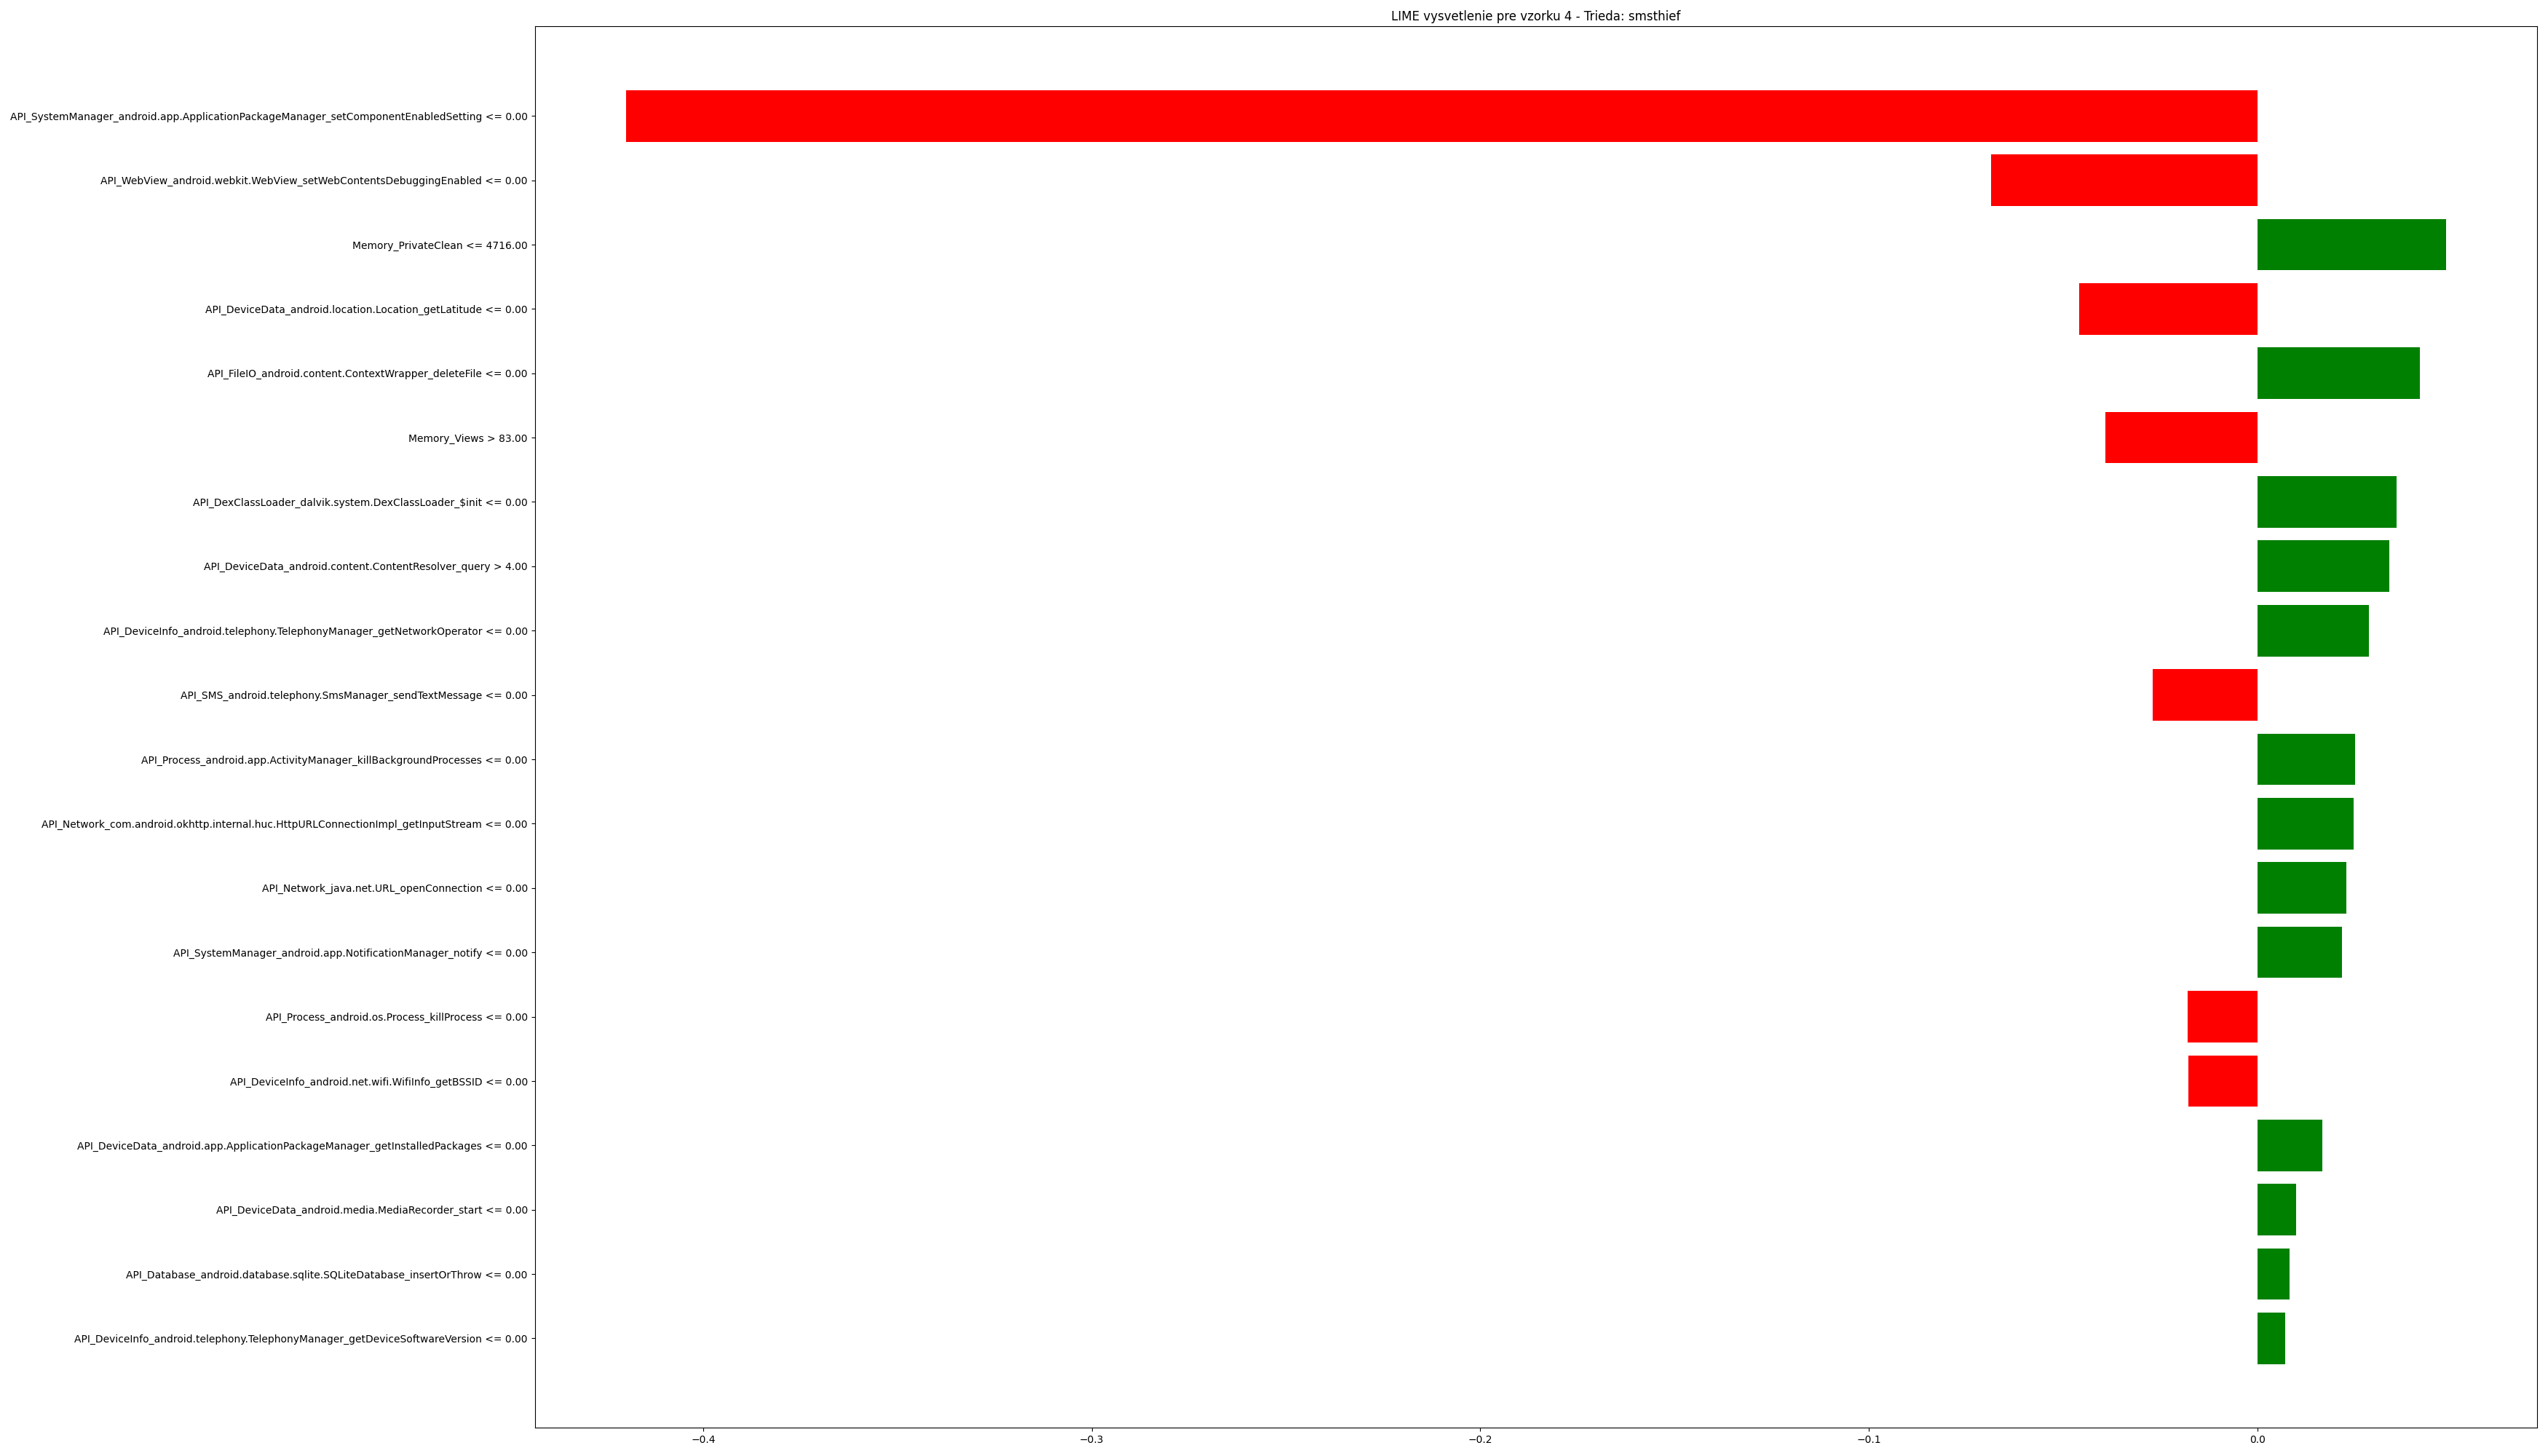 LIME vysvetlenie pre vzorku 4 - Trieda: smsthief
API_SystemManager_android.app.ApplicationPackageManager_setComponentEnabledSetting <= 0.00
API_WebView_android.webkit.WebView_setWebContentsDebuggingEnabled <= 0.00
Memory_PrivateClean <= 4716.00
API_DeviceData_android.location.Location_getLatitude <= 0.00
API_FileIO_android.content.ContextWrapper_deleteFile <= 0.00
Memory_Views > 83.00
API_DexClassLoader_dalvik.system.DexClassLoader_$init <= 0.00
API_DeviceData_android.content.ContentResolver_query > 4.00
API_DeviceInfo_android.telephony.TelephonyManager_getNetworkOperator <= 0.00
API_SMS_android.telephony.SmsManager_sendTextMessage <= 0.00
API_Process_android.app.ActivityManager_killBackgroundProcesses <= 0.00
API_Network_com.android.okhttp.internal.huc.HttpURLConnectionImpl_getInputStream <= 0.00
API_Network_java.net.URL_openConnection <= 0.00
API_SystemManager_android.app.NotificationManager_notify <= 0.00
API_Process_android.os.Process_killProcess <= 0.00
API_DeviceInfo_android.net.wifi.WifiInfo_getBSSID <= 0.00
API_DeviceData_android.app.ApplicationPackageManager_getInstalledPackages <= 0.00
API_DeviceData_android.media.MediaRecorder_start <= 0.00
API_Database_android.database.sqlite.SQLiteDatabase_insertOrThrow <= 0.00
API_DeviceInfo_android.telephony.TelephonyManager_getDeviceSoftwareVersion <= 0.00
−0.4 −0.3 −0.2 −0.1 0.0